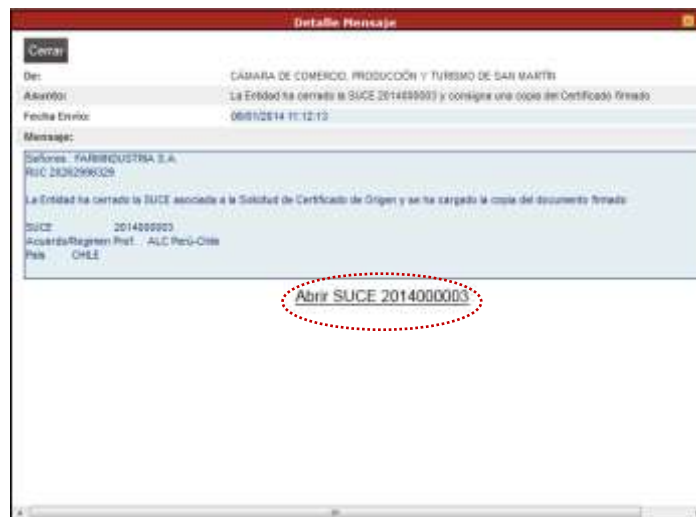 Detalle Mensaje
Cerrar
De: CÁMARA DE COMERCIO, PRODUCCIÓN Y TURISMO DE SAN MARTÍN
Asunto: La Entidad ha cerrado la SUCE 2014000003 y consigna una copia del Certificado firmado
Fecha Envío: 06/01/2014 11:12:13
Mensaje:
Señores FARMINDUSTRIA S.A.
RUC 20262996329
La Entidad ha cerrado la SUCE asociada a la Solicitud de Certificado de Origen y se ha cargado la copia del documento firmado
SUCE 2014000003
Acuerdo/Regimen Pref. ALC Perú-Chile
País CHILE
Abrir SUCE 2014000003